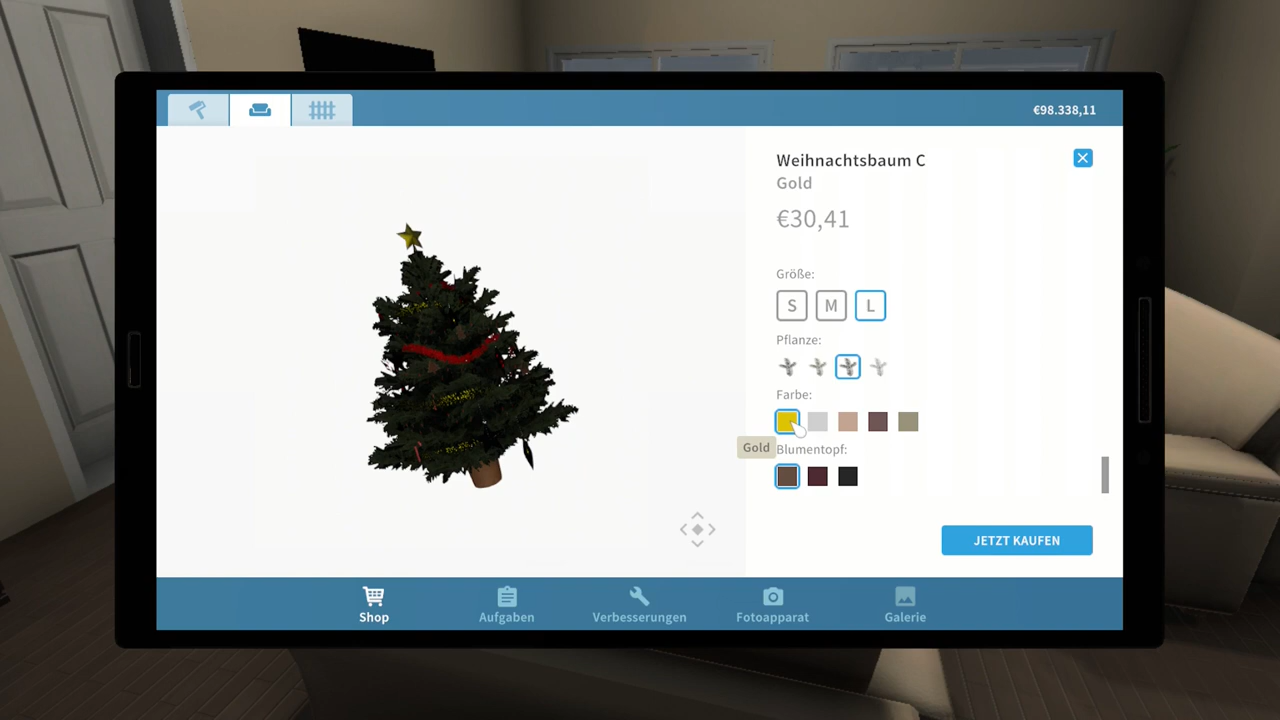 €98.338,11
Weihnachtsbaum C
Gold
€30,41
Größe:
S M L
Pflanze:
Farbe:
Gold
Blumentopf:
JETZT KAUFEN
Shop Aufgaben Verbesserungen Fotoapparat Galerie